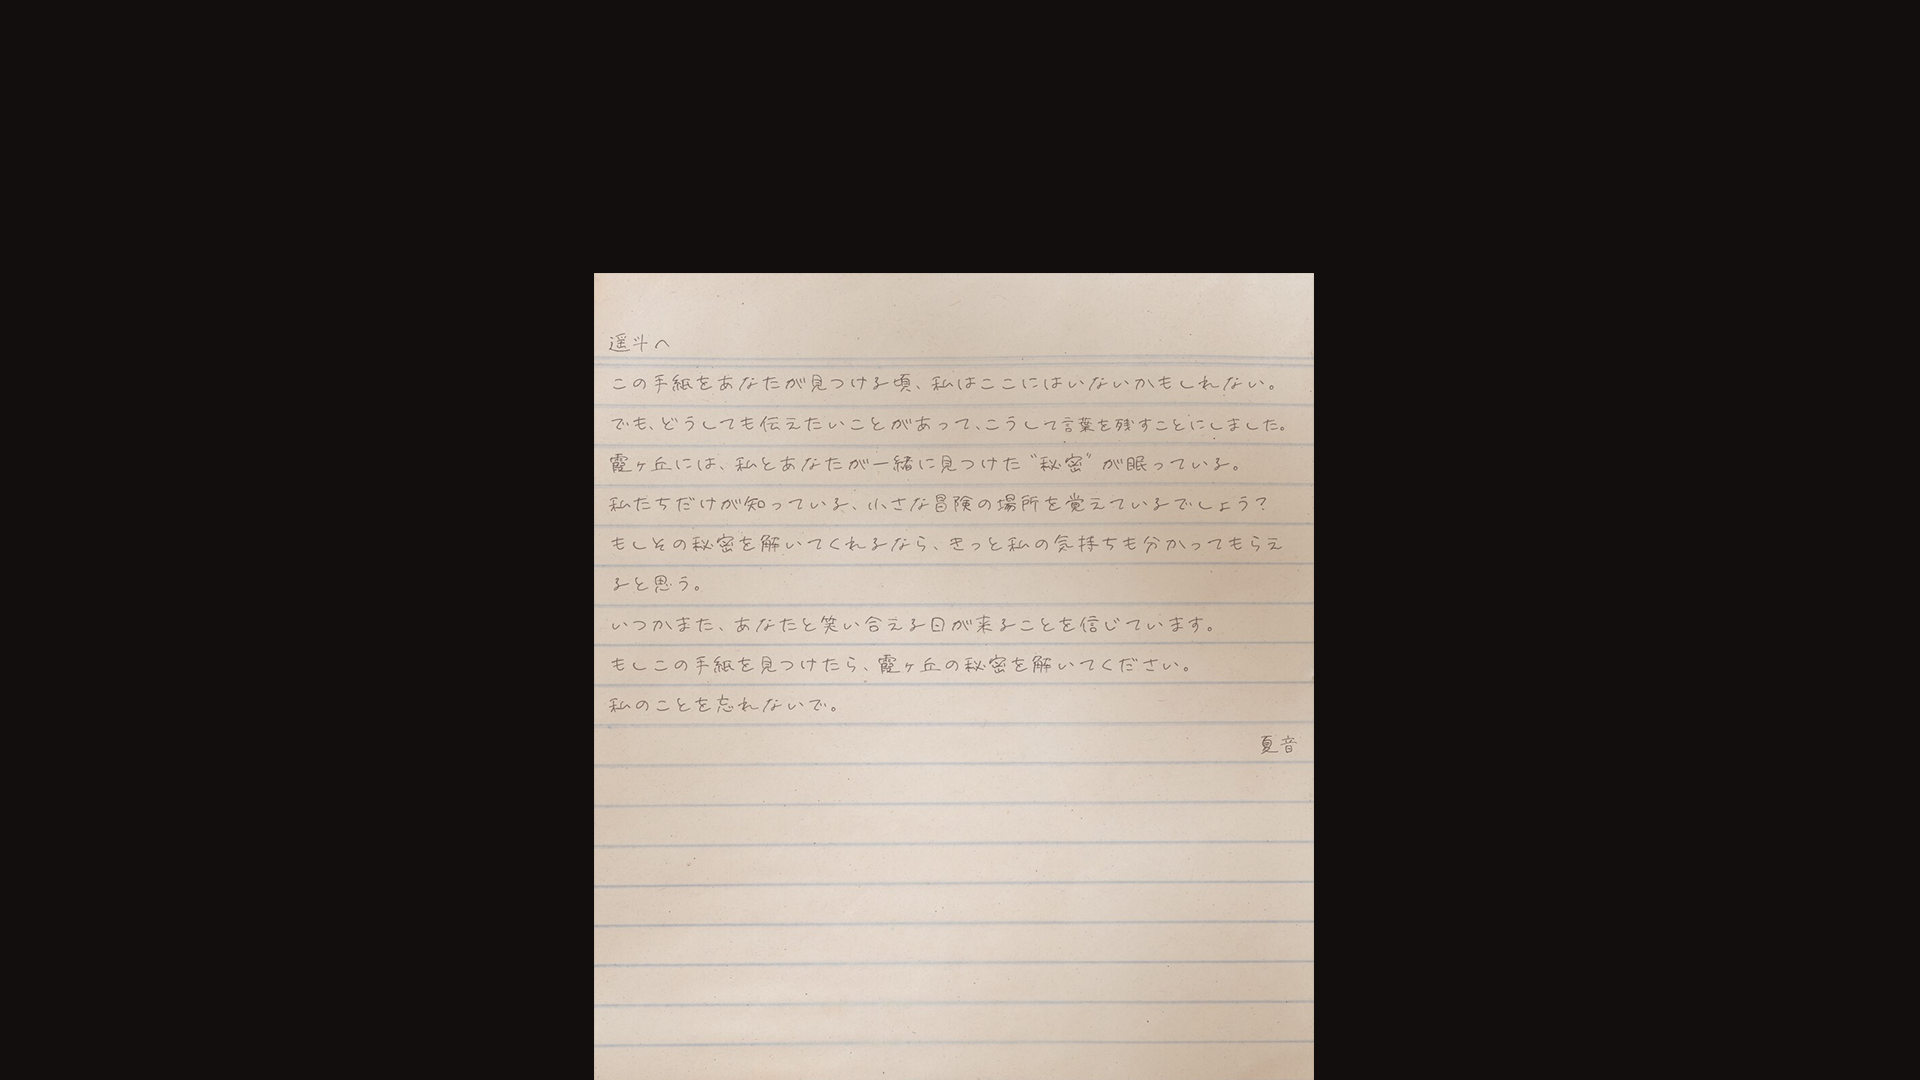 遥斗へ
この手紙をあなたが見つける頃、私はここにはいないかもしれない。
でも、どうしても伝えたいことがあって、こうして言葉を残すことにしました。
霞ヶ丘には、私とあなたが一緒に見つけた“秘密”が眠っている。
私たちだけが知っている、小さな冒険の場所を覚えているでしょう？
もしその秘密を解いてくれるなら、きっと私の気持ちも分かってもらえ
ると思う。
いつかまた、あなたと笑い合える日が来ることを信じています。
もしこの手紙を見つけたら、霞ヶ丘の秘密を解いてください。
私のことを忘れないで。
夏音